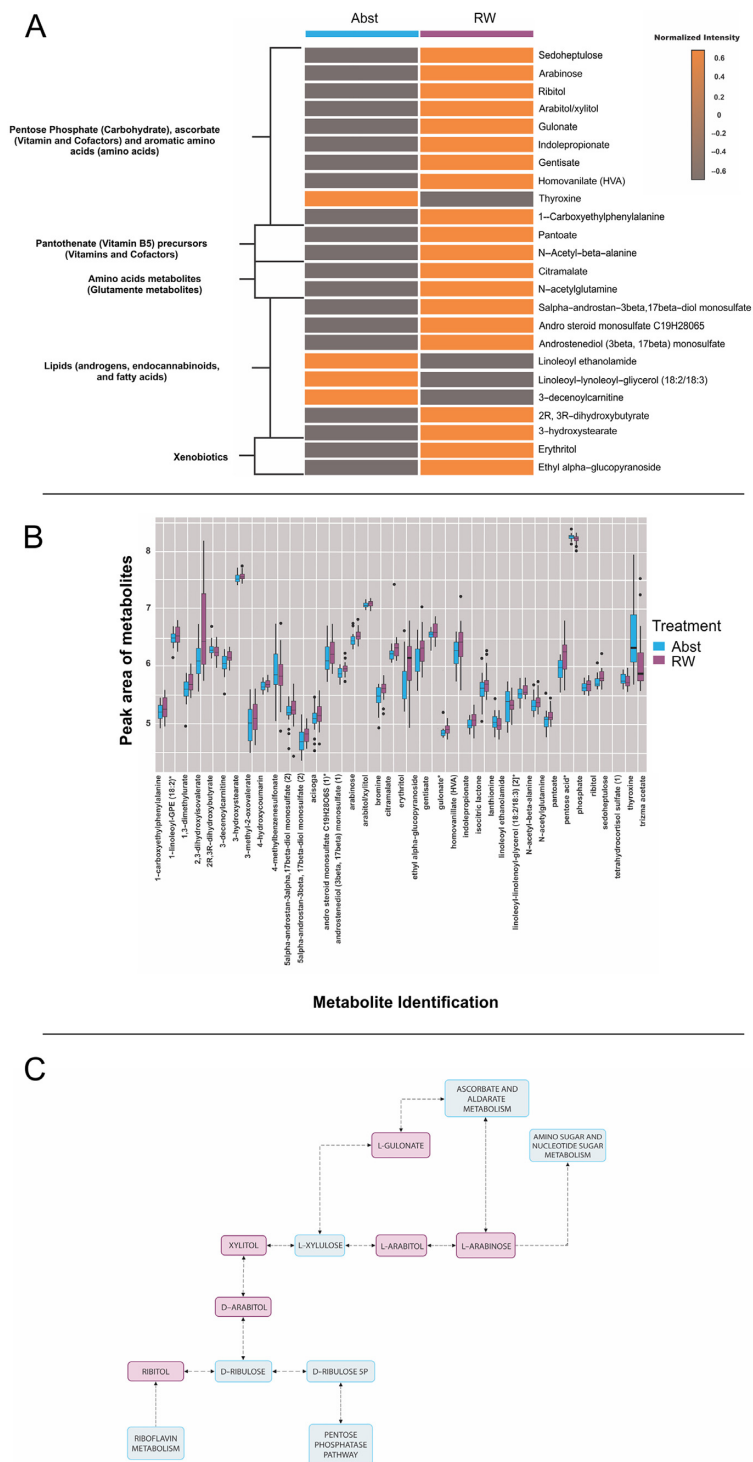 A
Abst
RW
Normalized Intensity
0.6
0.4
0.2
0
−0.2
−0.4
−0.6
Pentose Phosphate (Carbohydrate), ascorbate
(Vitamin and Cofactors) and aromatic amino
acids (amino acids)
Pantothenate (Vitamin B5) precursors
(Vitamins and Cofactors)
Amino acids metabolites
(Glutamente metabolites)
Lipids (androgens, endocannabinoids,
and fatty acids)
Xenobiotics
Sedoheptulose
Arabinose
Ribitol
Arabitol/xylitol
Gulonate
Indolepropionate
Gentisate
Homovanilate (HVA)
Thyroxine
1−Carboxyethylphenylalanine
Pantoate
N−Acetyl−beta−alanine
Citramalate
N−acetylglutamine
Salpha−androstan−3beta,17beta−diol monosulfate
Andro steroid monosulfate C19H28065
Androstenediol (3beta, 17beta) monosulfate
Linoleoyl ethanolamide
Linoleoyl−lynoleoyl−gliycerol (18:2/18:3)
3−decenoylcarnitine
2R, 3R−dihydroxybutyrate
3−hydroxystearate
Erythritol
Ethyl alpha−glucopyranoside
B
Peak area of metabolites
8
7
6
5
Treatment
Abst
RW
1-carboxyethylphenylalanine
1-linoleoyl-GPE (18:2)*
1,3-dimethylurate
2,3-dihydroxyisovalerate
2R,3R-dihydroxybutyrate
3-decenoylcarnitine
3-hydroxystearate
3-methyl-2-oxovalerate
4-hydroxycoumarin
4-methylbenzenesulfonate
5alpha-androstan-3alpha,17beta-diol monosulfate (2)
5alpha-androstan-3beta, 17beta-diol monosulfate (2)
acisoga
andro steroid monosulfate C19H28O6S (1)*
androstenediol (3beta, 17beta) monosulfate (1)
arabinose
arabitol/xylitol
bromine
citramalate
erythritol
ethyl alpha-glucopyranoside
gentisate
gulonate*
homovanillate (HVA)
indolepropionate
isocitric lactone
lanthionine
linoleoyl ethanolamide
linoleoyl-linolenoyl-glycerol (18:2/18:3) [2]*
N-acetyl-beta-alanine
N-acetylglutamine
pantoate
pentose acid*
phosphate
ribitol
sedoheptulose
tetrahydrocortisol sulfate (1)
thyroxine
trizma acetate
Metabolite Identification
C
ASCORBATE AND
ALDARATE
METABOLISM
L-GULONATE
AMINO SUGAR AND
NUCLEOTIDE SUGAR
METABOLISM
XYLITOL
L-XYLULOSE
L-ARABITOL
L-ARABINOSE
D-ARABITOL
RIBITOL
D-RIBULOSE
D-RIBULOSE 5P
RIBOFLAVIN
METABOLISM
PENTOSE
PHOSPHATASE
PATHWAY